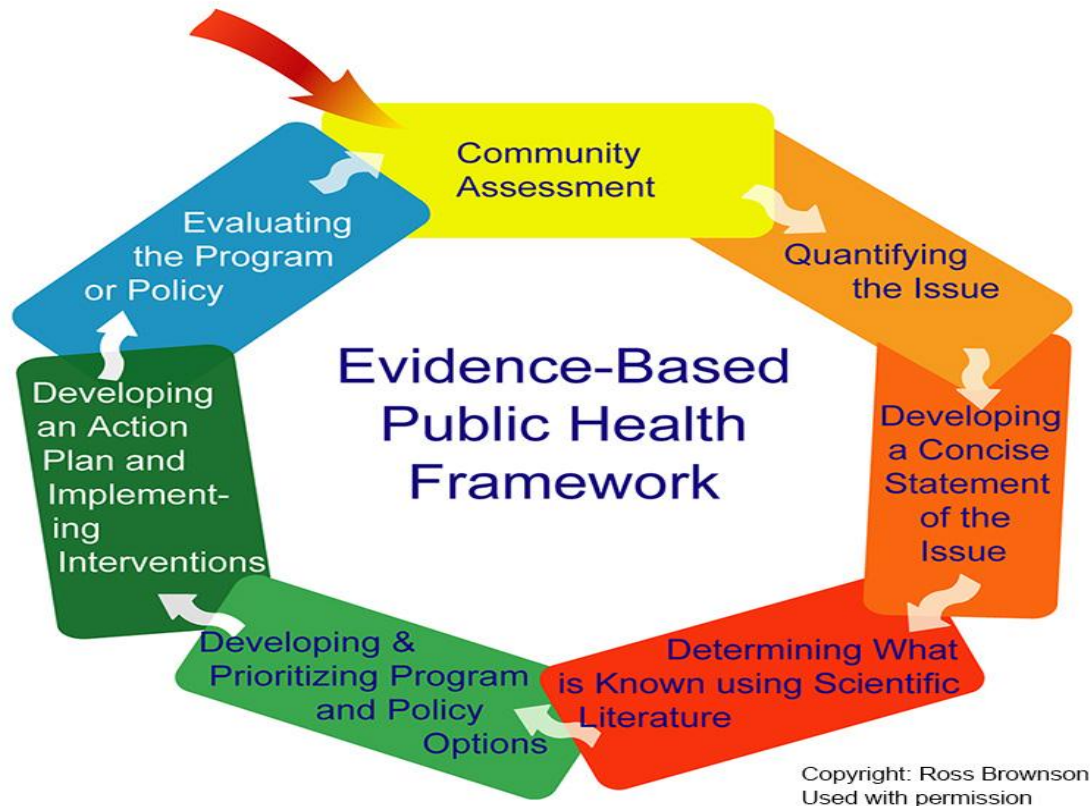 Community
Assessment
Quantifying
the Issue
Developing
a Concise
Statement
of the
Issue
Determining What
is Known using Scientific
Literature
Developing &
Prioritizing Program
and Policy
Options
Developing
an Action
Plan and
Implement-
ing
Interventions
Evaluating
the Program
or Policy
Evidence-Based
Public Health
Framework
Copyright: Ross Brownson
Used with permission